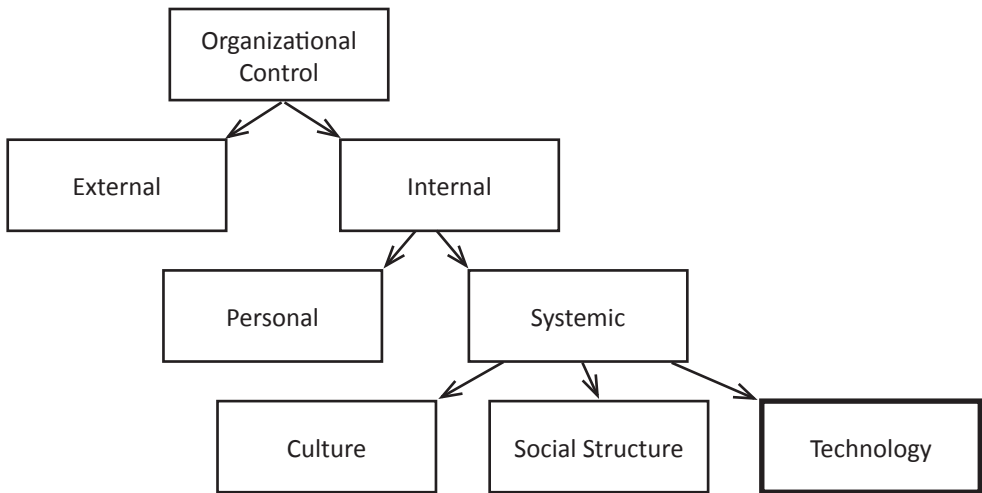 Organizational
Control
External
Internal
Personal
Systemic
Culture
Social Structure
Technology